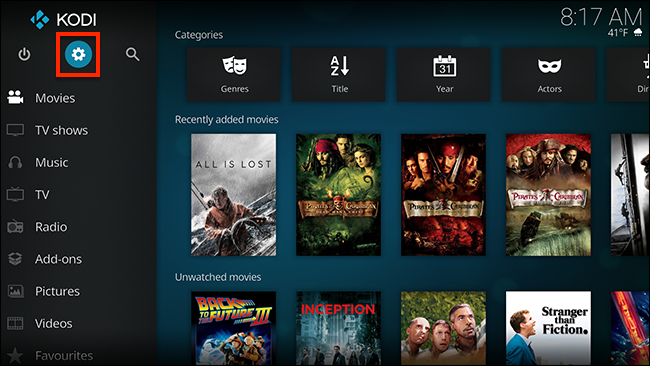 KODI
8:17 AM
41°F
Movies
TV shows
Music
TV
Radio
Add-ons
Pictures
Videos
Favourites
Categories
Genres
A
Z
Title
31
Year
Actors
Recently added movies
ALL IS LOST
PIRATES of the CARIBBEAN
PIRATES of the CARIBBEAN
PIRATES of the CARIBBEAN
Unwatched movies
BACK TO THE FUTURE III
INCEPTION
Stranger
than
Fiction.